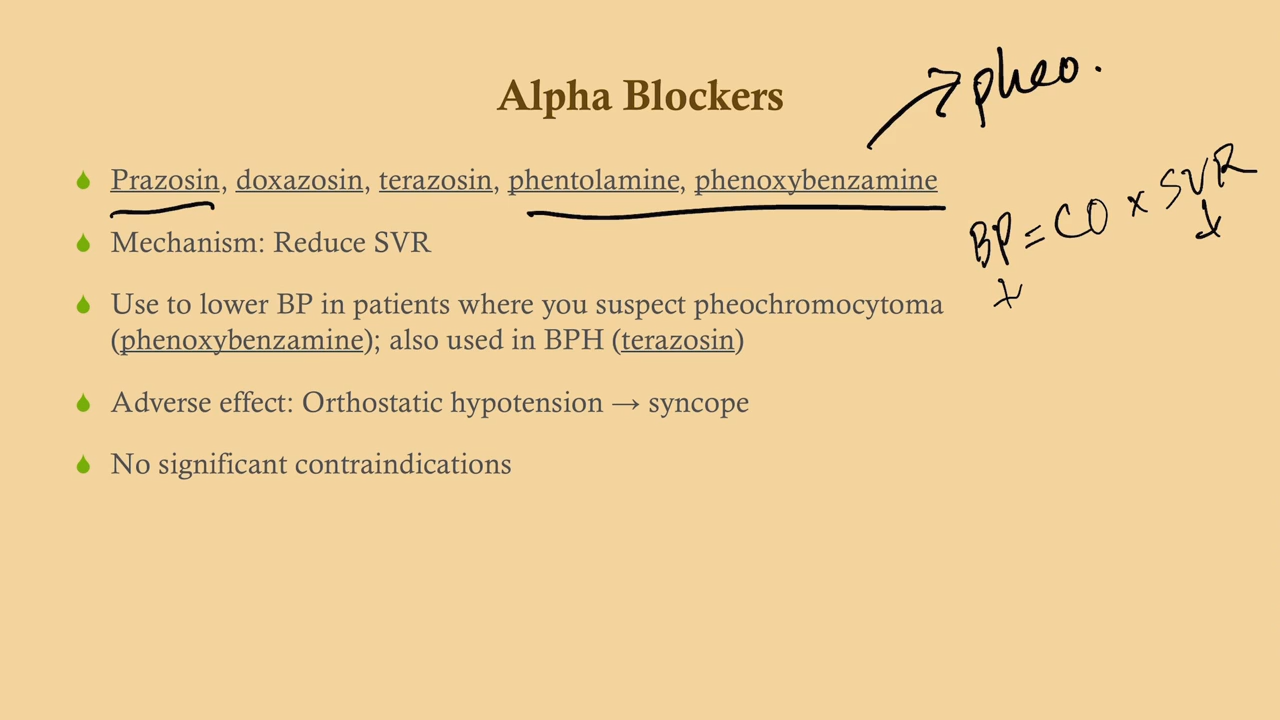 Alpha Blockers
pheo.
Prazosin, doxazosin, terazosin, phentolamine, phenoxybenzamine
BP = CO x SVR
Mechanism: Reduce SVR
Use to lower BP in patients where you suspect pheochromocytoma
(phenoxybenzamine); also used in BPH (terazosin)
Adverse effect: Orthostatic hypotension → syncope
No significant contraindications